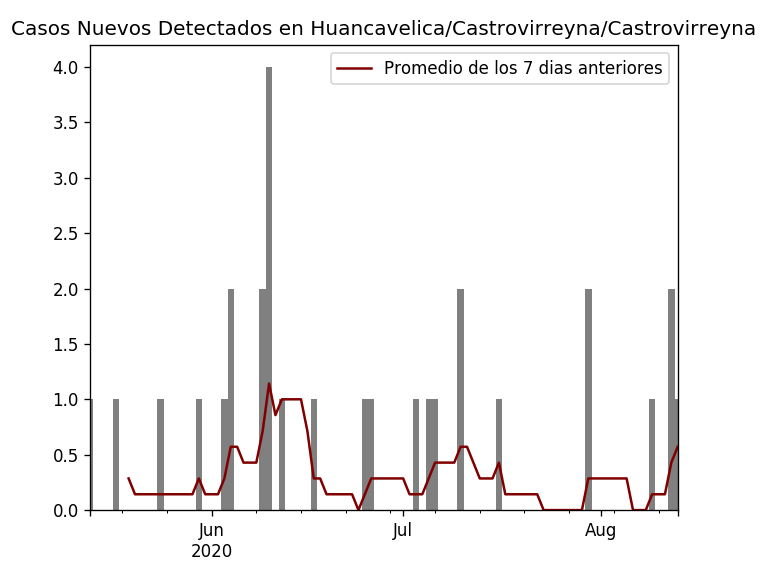 Casos Nuevos Detectados en Huancavelica/Castrovirreyna/Castrovirreyna
Promedio de los 7 dias anteriores
4.0
3.5
3.0
2.5
2.0
1.5
1.0
0.5
0.0
Jun
2020
Jul
Aug